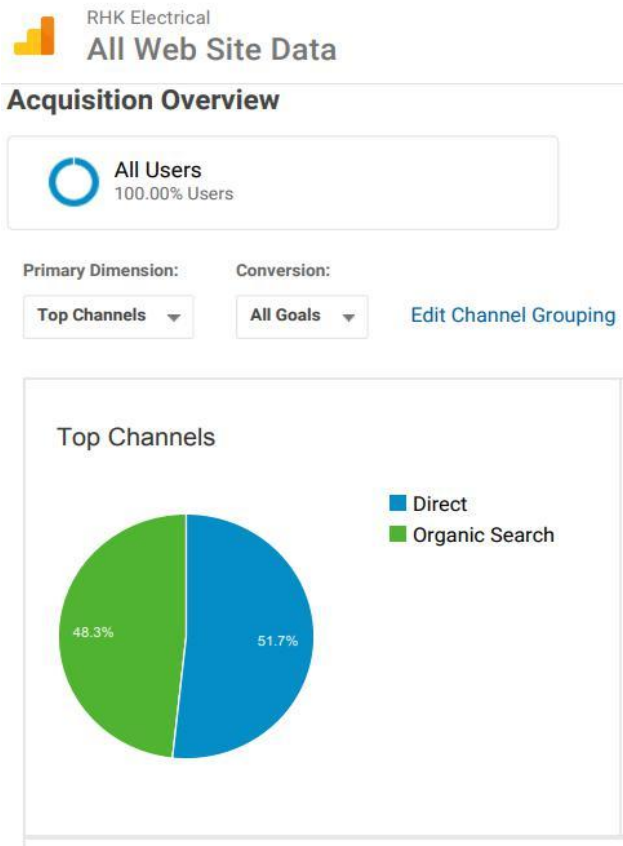 RHK Electrical
All Web Site Data
Acquisition Overview
All Users
100.00% Users
Primary Dimension: Conversion:
Top Channels All Goals Edit Channel Grouping
Top Channels
Direct
Organic Search
48.3%
51.7%